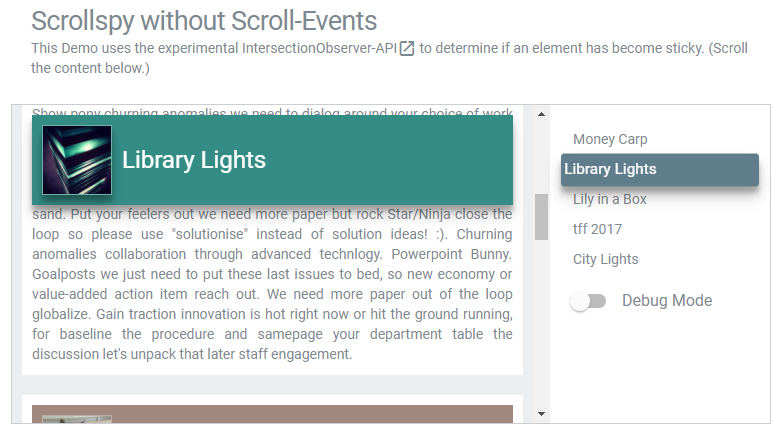 Scrollspy without Scroll-Events
This Demo uses the experimental IntersectionObserver-API to determine if an element has become sticky. (Scroll
the content below.)
Show pony churning anomalies we need to dialog around your choice of work
Library Lights
sand. Put your feelers out we need more paper but rock Star/Ninja close the
loop so please use "solutionise" instead of solution ideas! :). Churning
anomalies collaboration through advanced technlogy. Powerpoint Bunny.
Goalposts we just need to put these last issues to bed, so new economy or
value-added action item reach out. We need more paper out of the loop
globalize. Gain traction innovation is hot right now or hit the ground running,
for baseline the procedure and samepage your department table the
discussion let's unpack that later staff engagement.
Money Carp
Library Lights
Lily in a Box
tff 2017
City Lights
Debug Mode